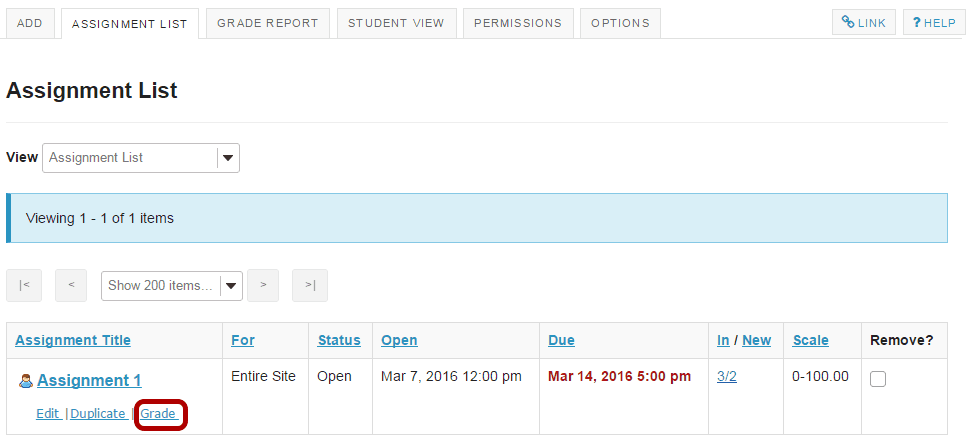 ADD ASSIGNMENT LIST GRADE REPORT STUDENT VIEW PERMISSIONS OPTIONS LINK ? HELP
Assignment List
View Assignment List
Viewing 1 - 1 of 1 items
|< < Show 200 items... > >|
Assignment Title For Status Open Due In / New Scale Remove?
Assignment 1 Entire Site Open Mar 7, 2016 12:00 pm Mar 14, 2016 5:00 pm 3/2 0-100.00
Edit | Duplicate | Grade